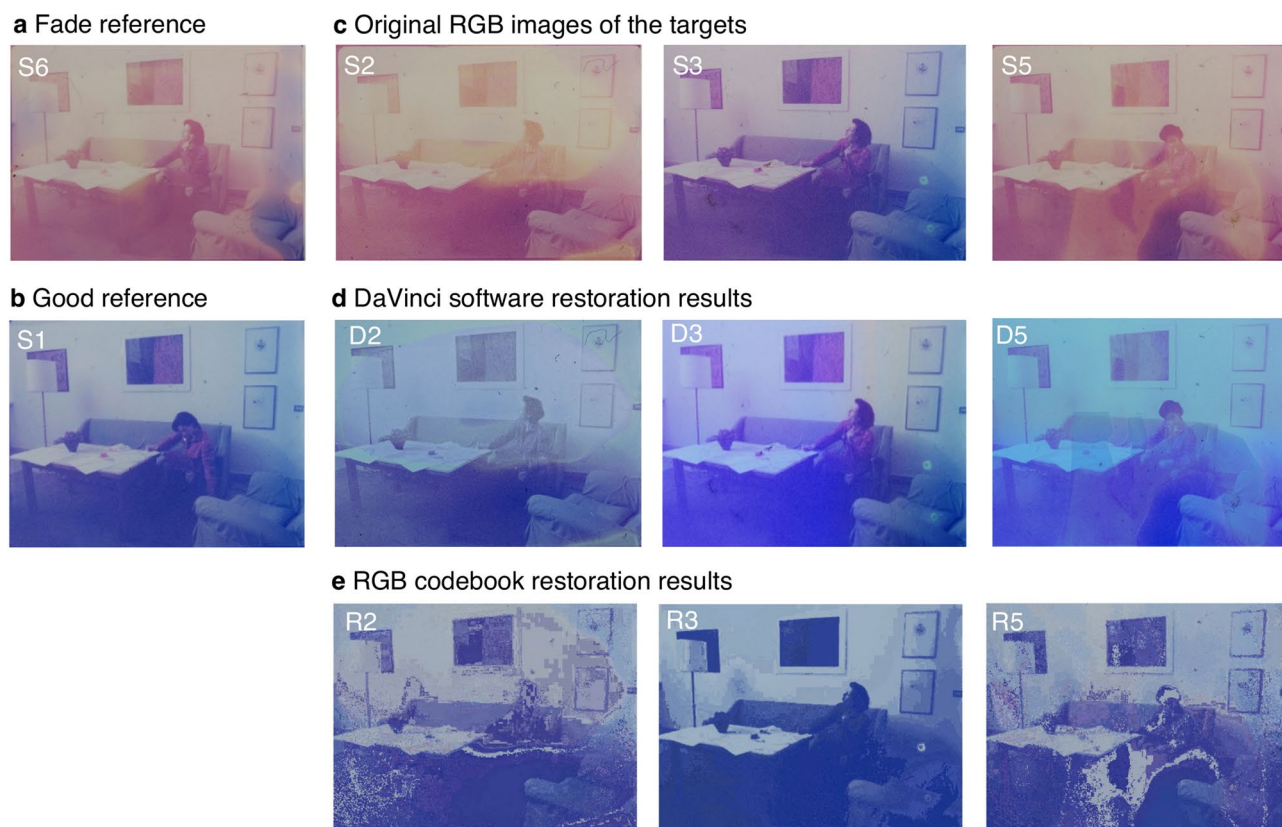 a Fade reference
c Original RGB images of the targets
S6
S2
S3
S5
b Good reference
d DaVinci software restoration results
S1
D2
D3
D5
e RGB codebook restoration results
R2
R3
R5